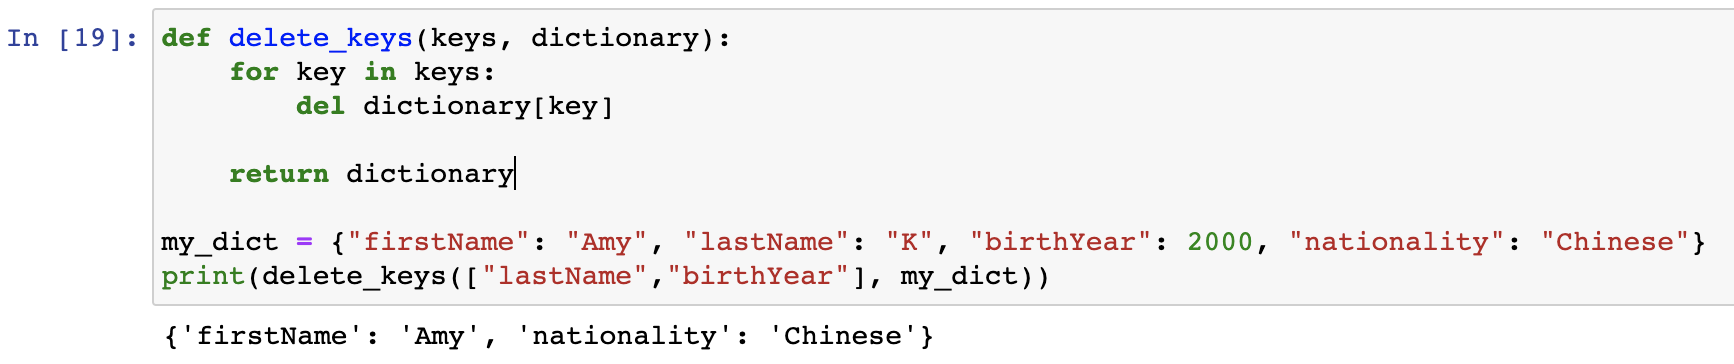 In [19]: def delete_keys(keys, dictionary):
    for key in keys:
        del dictionary[key]

    return dictionary

my_dict = {"firstName": "Amy", "lastName": "K", "birthYear": 2000, "nationality": "Chinese"}
print(delete_keys(["lastName","birthYear"], my_dict))
{'firstName': 'Amy', 'nationality': 'Chinese'}